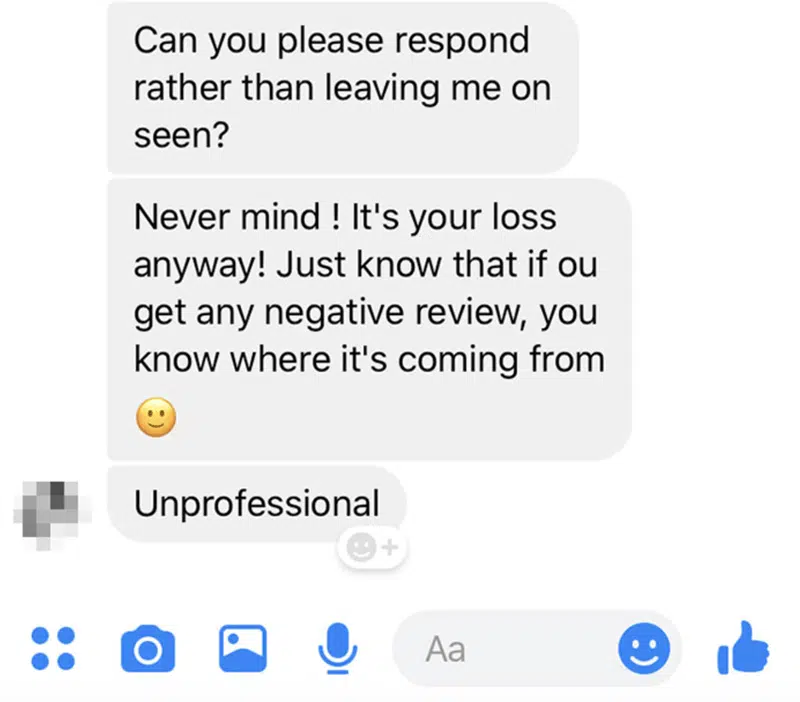 Can you please respond
rather than leaving me on
seen?
Never mind ! It's your loss
anyway! Just know that if ou
get any negative review, you
know where it's coming from
🙂
Unprofessional
Aa